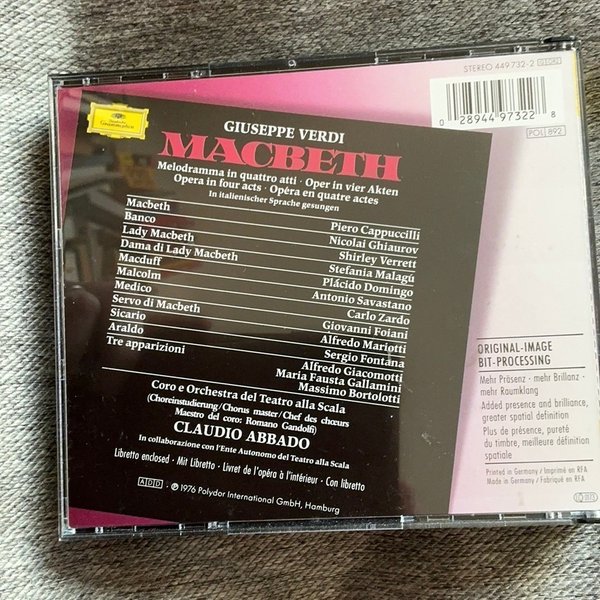 STEREO 449 732-2
0 28944 97322 8
POL 892
Deutsche Grammophon
GIUSEPPE VERDI
MACBETH
Melodramma in quattro atti · Oper in vier Akten
Opera in four acts · Opéra en quatre actes
In italienischer Sprache gesungen
Macbeth Piero Cappuccilli
Banco Nicolai Ghiaurov
Lady Macbeth Shirley Verrett
Dama di Lady Macbeth Stefania Malagù
Macduff Plácido Domingo
Malcolm Antonio Savastano
Medico Carlo Zardo
Servo di Macbeth Giovanni Foiani
Sicario Alfredo Mariotti
Araldo Sergio Fontana
Tre apparizioni Alfredo Giacomotti
Maria Fausta Gallamini
Massimo Bortolotti
Coro e Orchestra del Teatro alla Scala
(Choreinstudierung/Chorus master/Chef des chœurs
Maestro del coro: Romano Gandolfi)
CLAUDIO ABBADO
In collaborazione con l'Ente Autonomo del Teatro alla Scala
Libretto enclosed · Mit Libretto · Livret de l'opéra à l'intérieur · Con libretto
ADD ℗ 1976 Polydor International GmbH, Hamburg
ORIGINAL-IMAGE
BIT-PROCESSING
Mehr Präsenz · mehr Brillanz ·
mehr Raumklang
Added presence and brilliance,
greater spatial definition
Plus de présence, pureté
du timbre, meilleure définition
spatiale
Printed in Germany / Imprimé en RFA
Made in Germany / Fabriqué en RFA